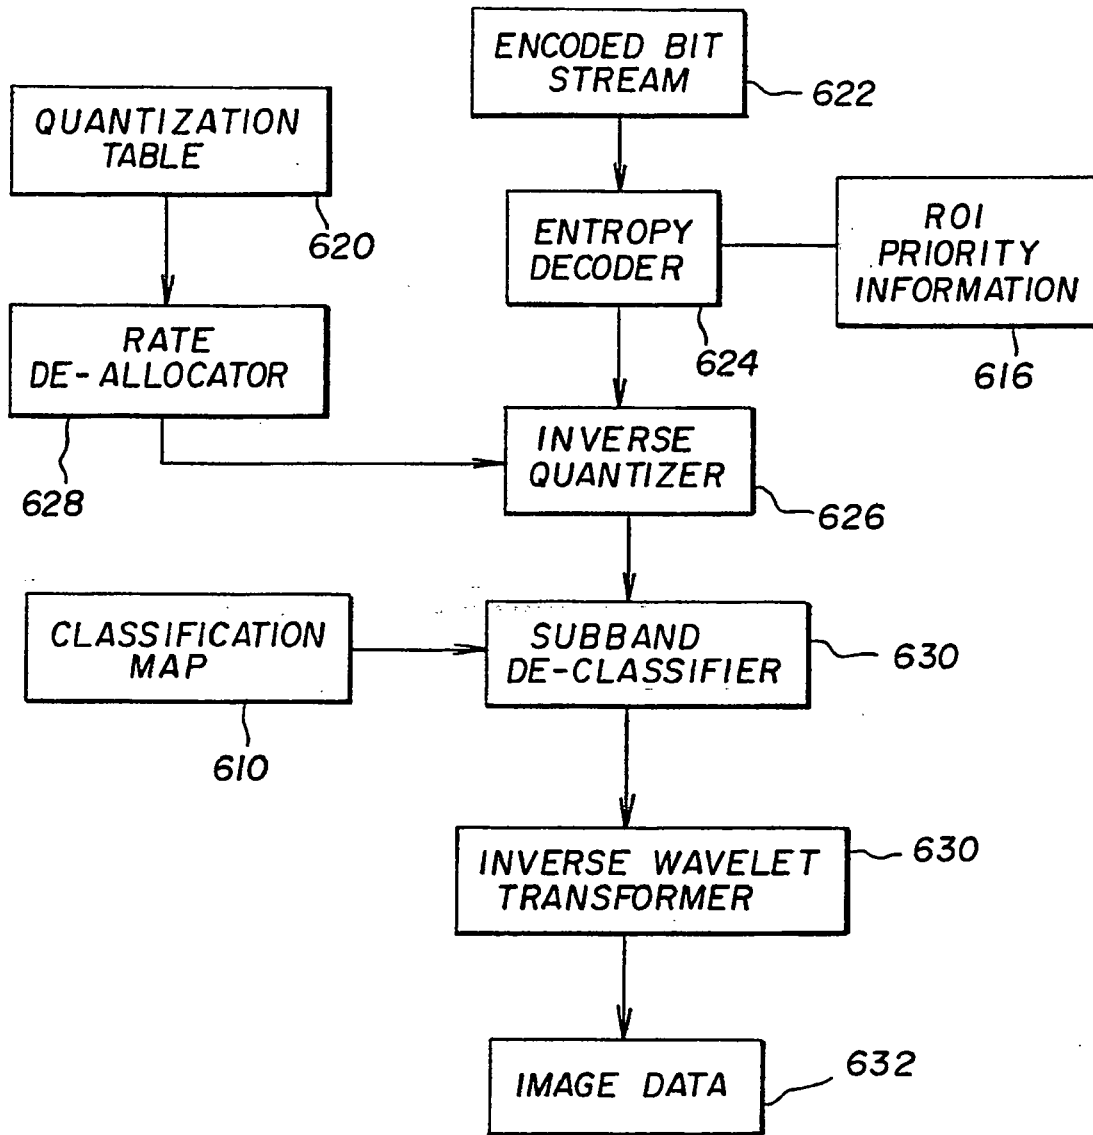 ENCODED BIT
STREAM
622
QUANTIZATION
TABLE
620
ENTROPY
DECODER
624
ROI
PRIORITY
INFORMATION
616
RATE
DE-ALLOCATOR
628
INVERSE
QUANTIZER
626
CLASSIFICATION
MAP
610
SUBBAND
DE-CLASSIFIER
630
INVERSE WAVELET
TRANSFORMER
630
IMAGE DATA
632